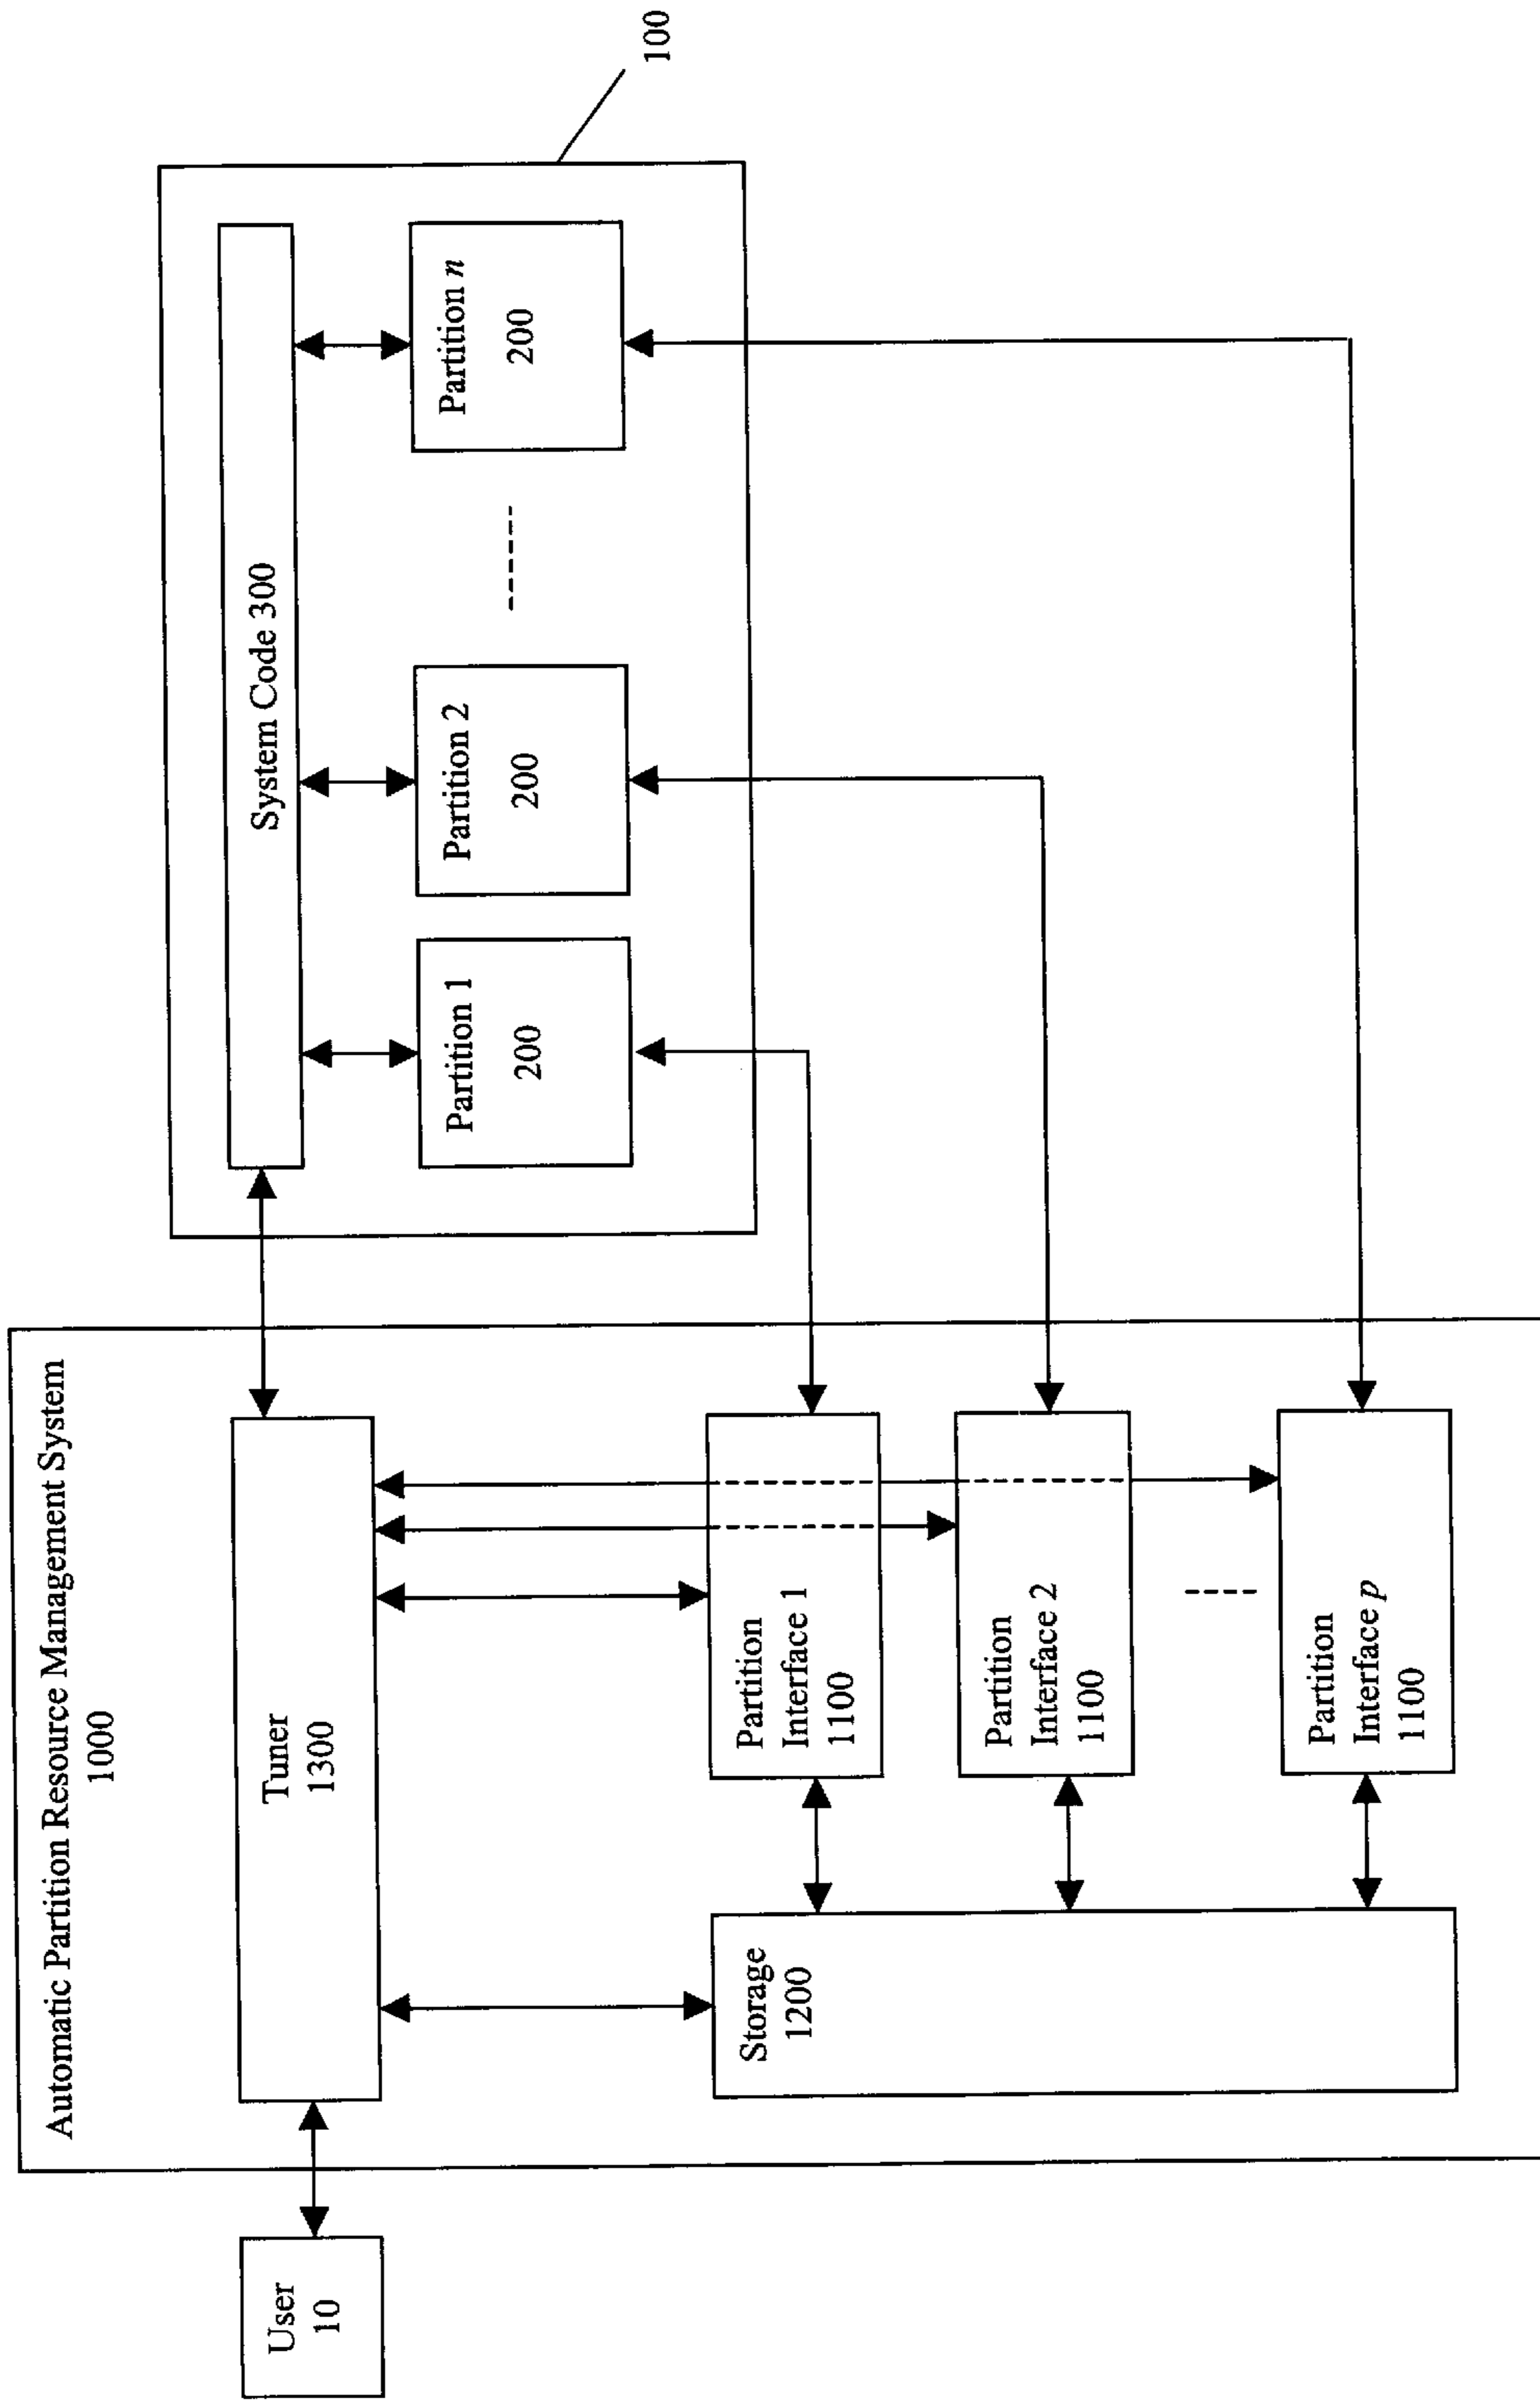 Automatic Partition Resource Management System
1000
User
10
Tuner
1300
Storage
1200
Partition
Interface 1
1100
Partition
Interface 2
1100
Partition
Interface p
1100
System Code 300
Partition 1
200
Partition 2
200
Partition n
200
100